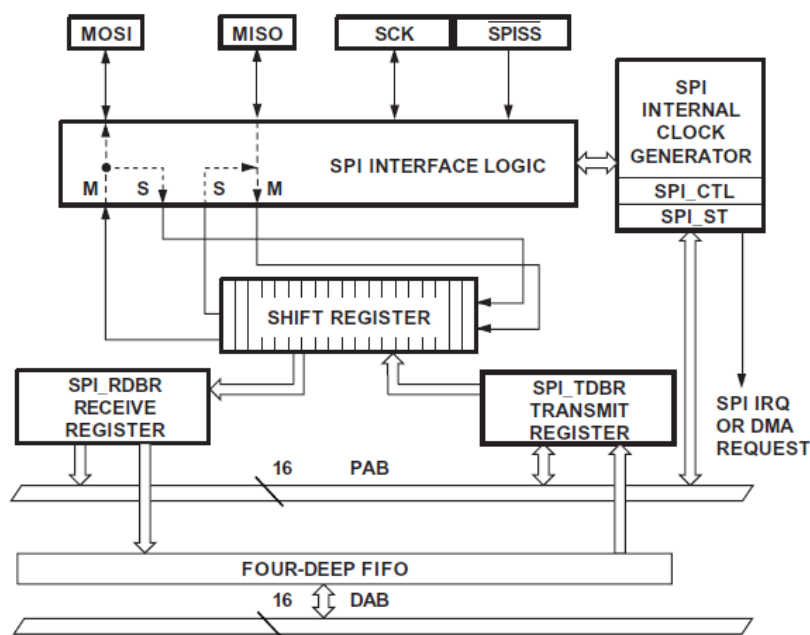 MOSI
MISO
SCK
SPISS
SPI
INTERNAL
CLOCK
GENERATOR
SPI_CTL
SPI_ST
SPI INTERFACE LOGIC
M
S
S
M
SHIFT REGISTER
SPI_RDBR
RECEIVE
REGISTER
SPI_TDBR
TRANSMIT
REGISTER
SPI IRQ
OR DMA
REQUEST
16 PAB
FOUR-DEEP FIFO
16 DAB